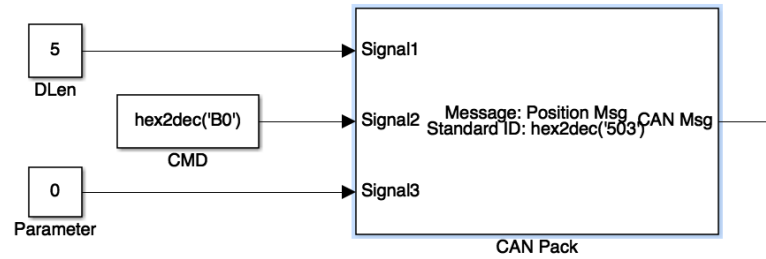 5
DLen
Signal1
hex2dec('B0')
CMD
Signal2
0
Parameter
Signal3
Message: Position Msg
Standard ID: hex2dec('503')
CAN Msg
CAN Pack